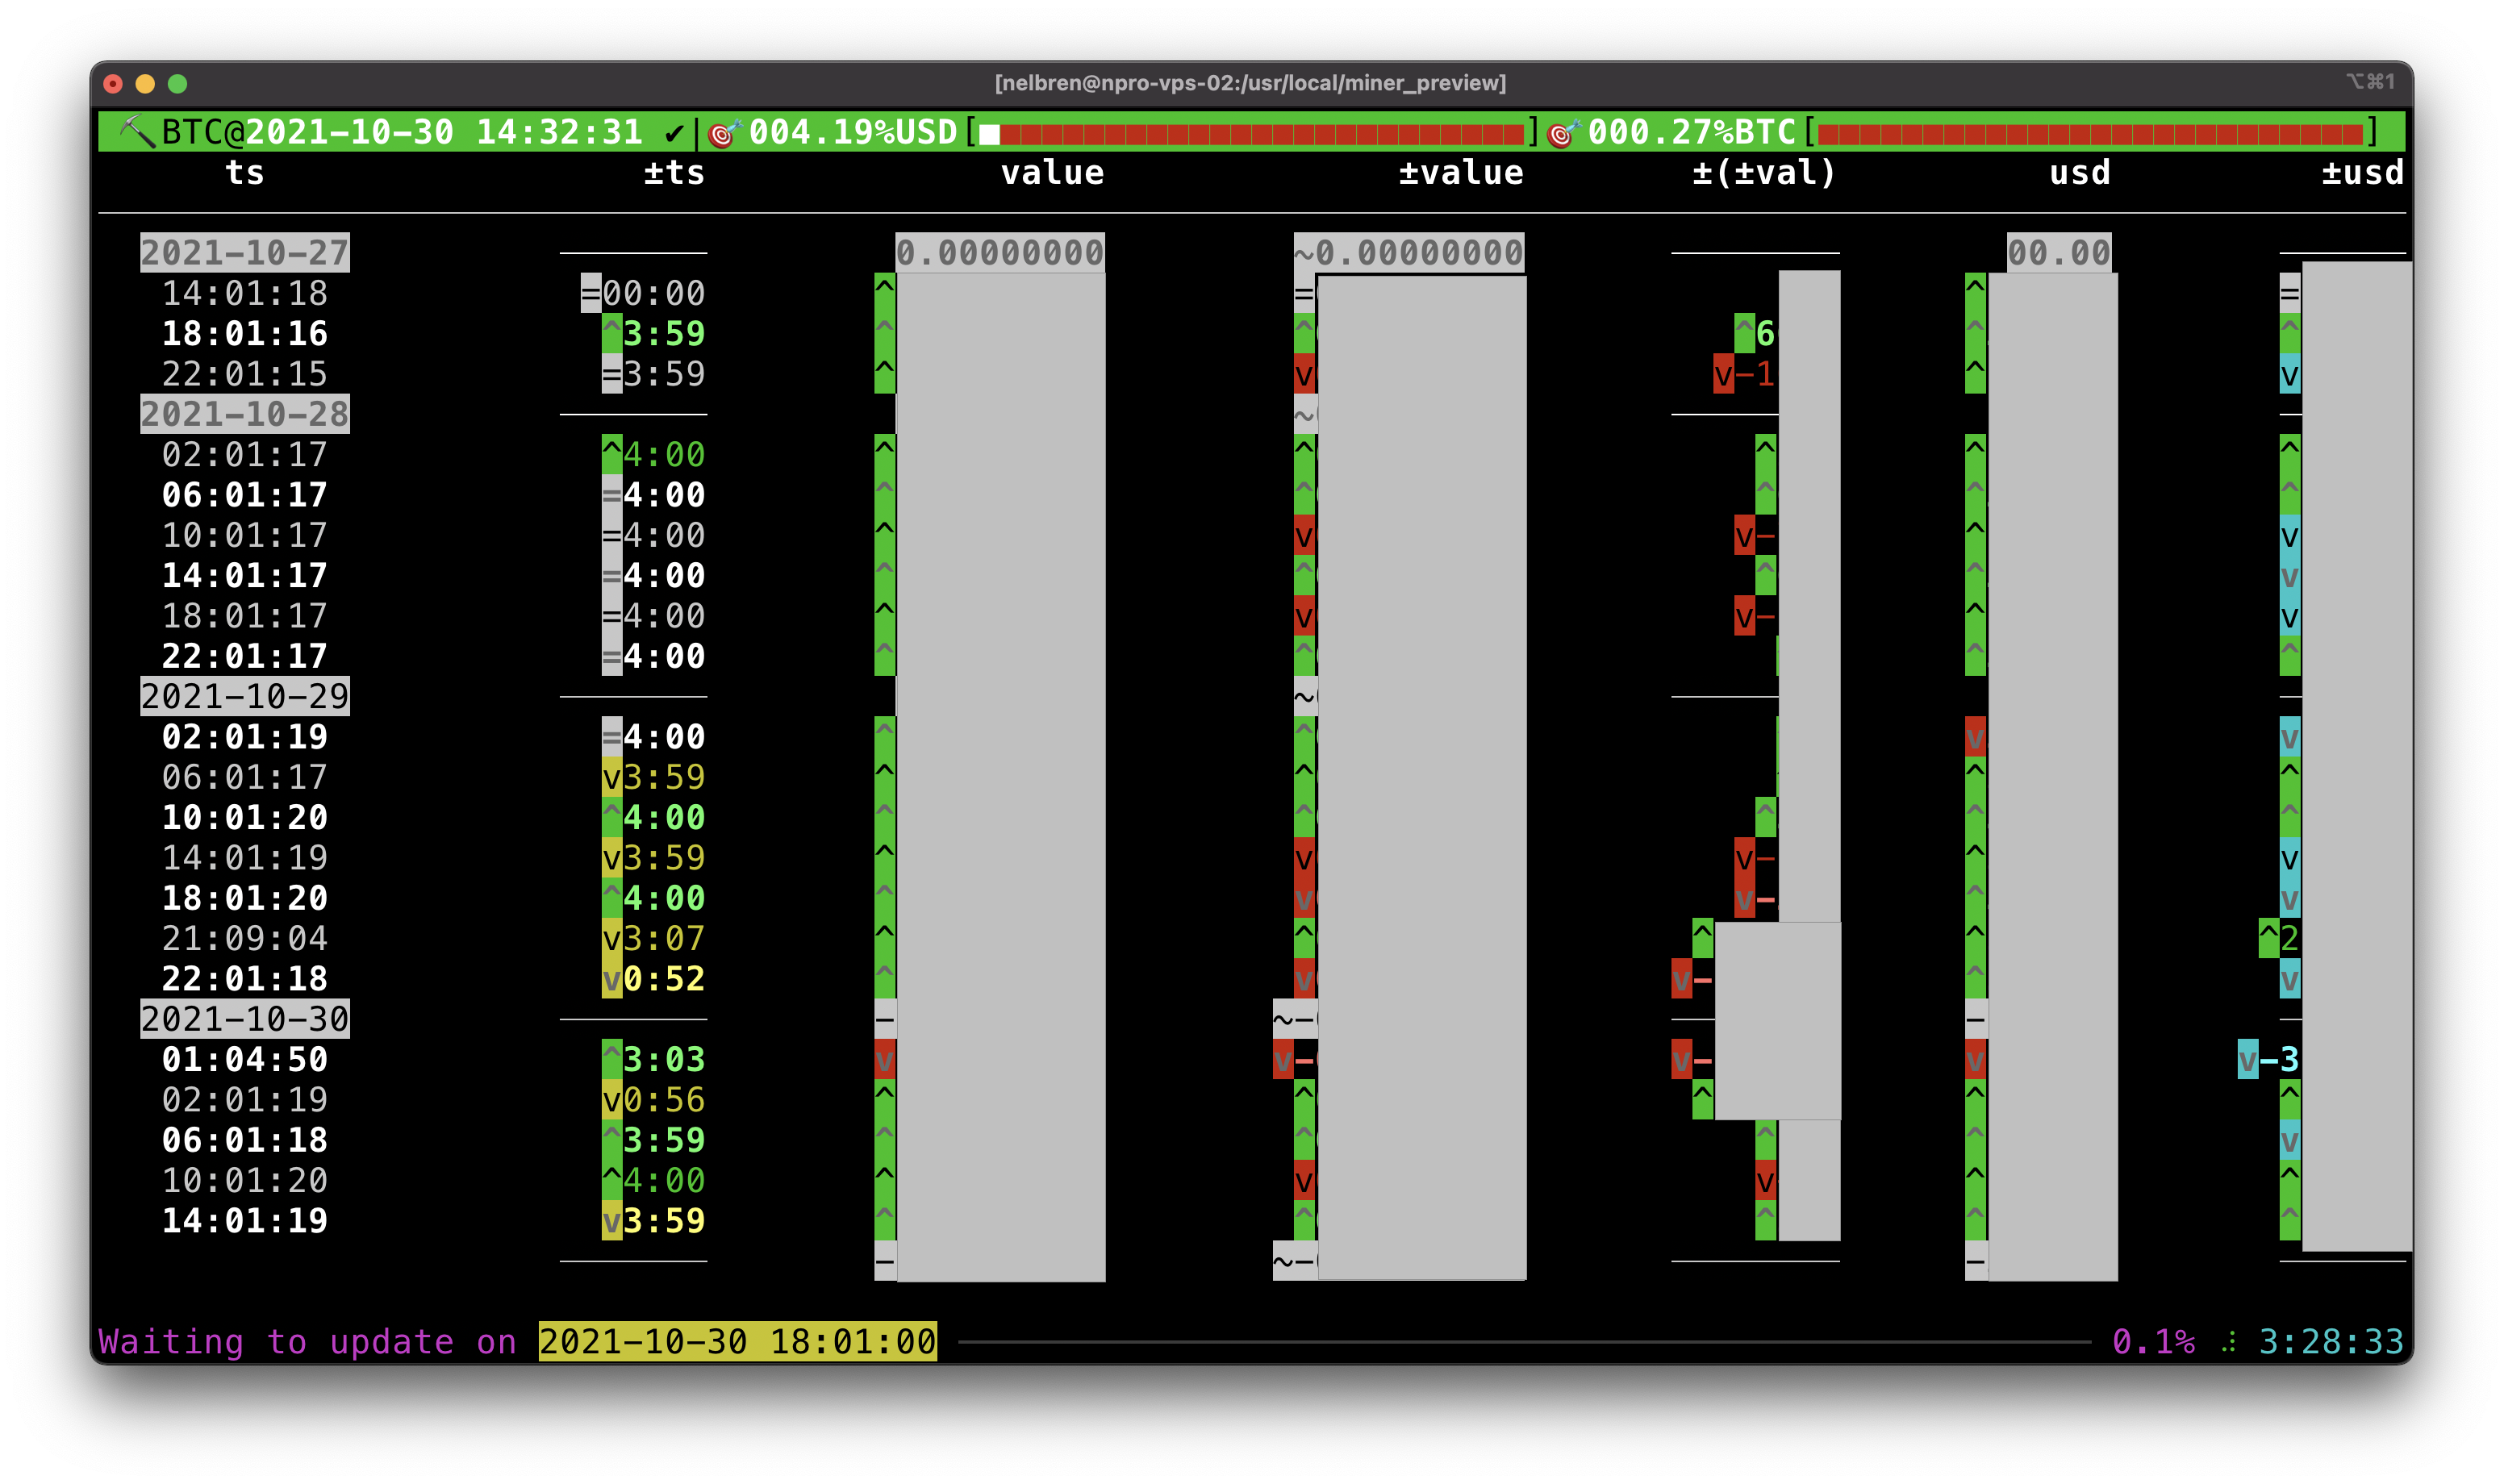 [nelbren@npro-vps-02:/usr/local/miner_preview] ⌥⌘1
⛏BTC@2021-10-30 14:32:31 ✔|🎯004.19%USD[ ]🎯000.27%BTC[ ]
ts ±ts value ±value ±(±val) usd ±usd
2021-10-27 0.00000000 ~0.00000000 00.00
14:01:18 =00:00 ^ = ^ =
18:01:16 ^3:59 ^ ^ ^6 ^ ^
22:01:15 =3:59 ^ v v-1 ^ v
2021-10-28 ~
02:01:17 ^4:00 ^ ^ ^ ^ ^
06:01:17 =4:00 ^ ^ ^ ^ ^
10:01:17 =4:00 ^ v v- ^ v
14:01:17 =4:00 ^ ^ ^ ^ v
18:01:17 =4:00 ^ v v- ^ v
22:01:17 =4:00 ^ ^ ^ ^
2021-10-29 ~
02:01:19 =4:00 ^ ^ v v
06:01:17 v3:59 ^ ^ ^ ^
10:01:20 ^4:00 ^ ^ ^ ^ ^
14:01:19 v3:59 ^ v v- ^ v
18:01:20 ^4:00 ^ v v- ^ v
21:09:04 v3:07 ^ ^ ^ ^ ^2
22:01:18 v0:52 ^ v v- ^ v
2021-10-30 - ~- -
01:04:50 ^3:03 v v- v- v v-3
02:01:19 v0:56 ^ ^ ^ ^ ^
06:01:18 ^3:59 ^ ^ ^ ^ v
10:01:20 ^4:00 ^ v v ^ ^
14:01:19 v3:59 ^ ^ ^ ^ ^
- ~- -
Waiting to update on 2021-10-30 18:01:00 0.1% 3:28:33